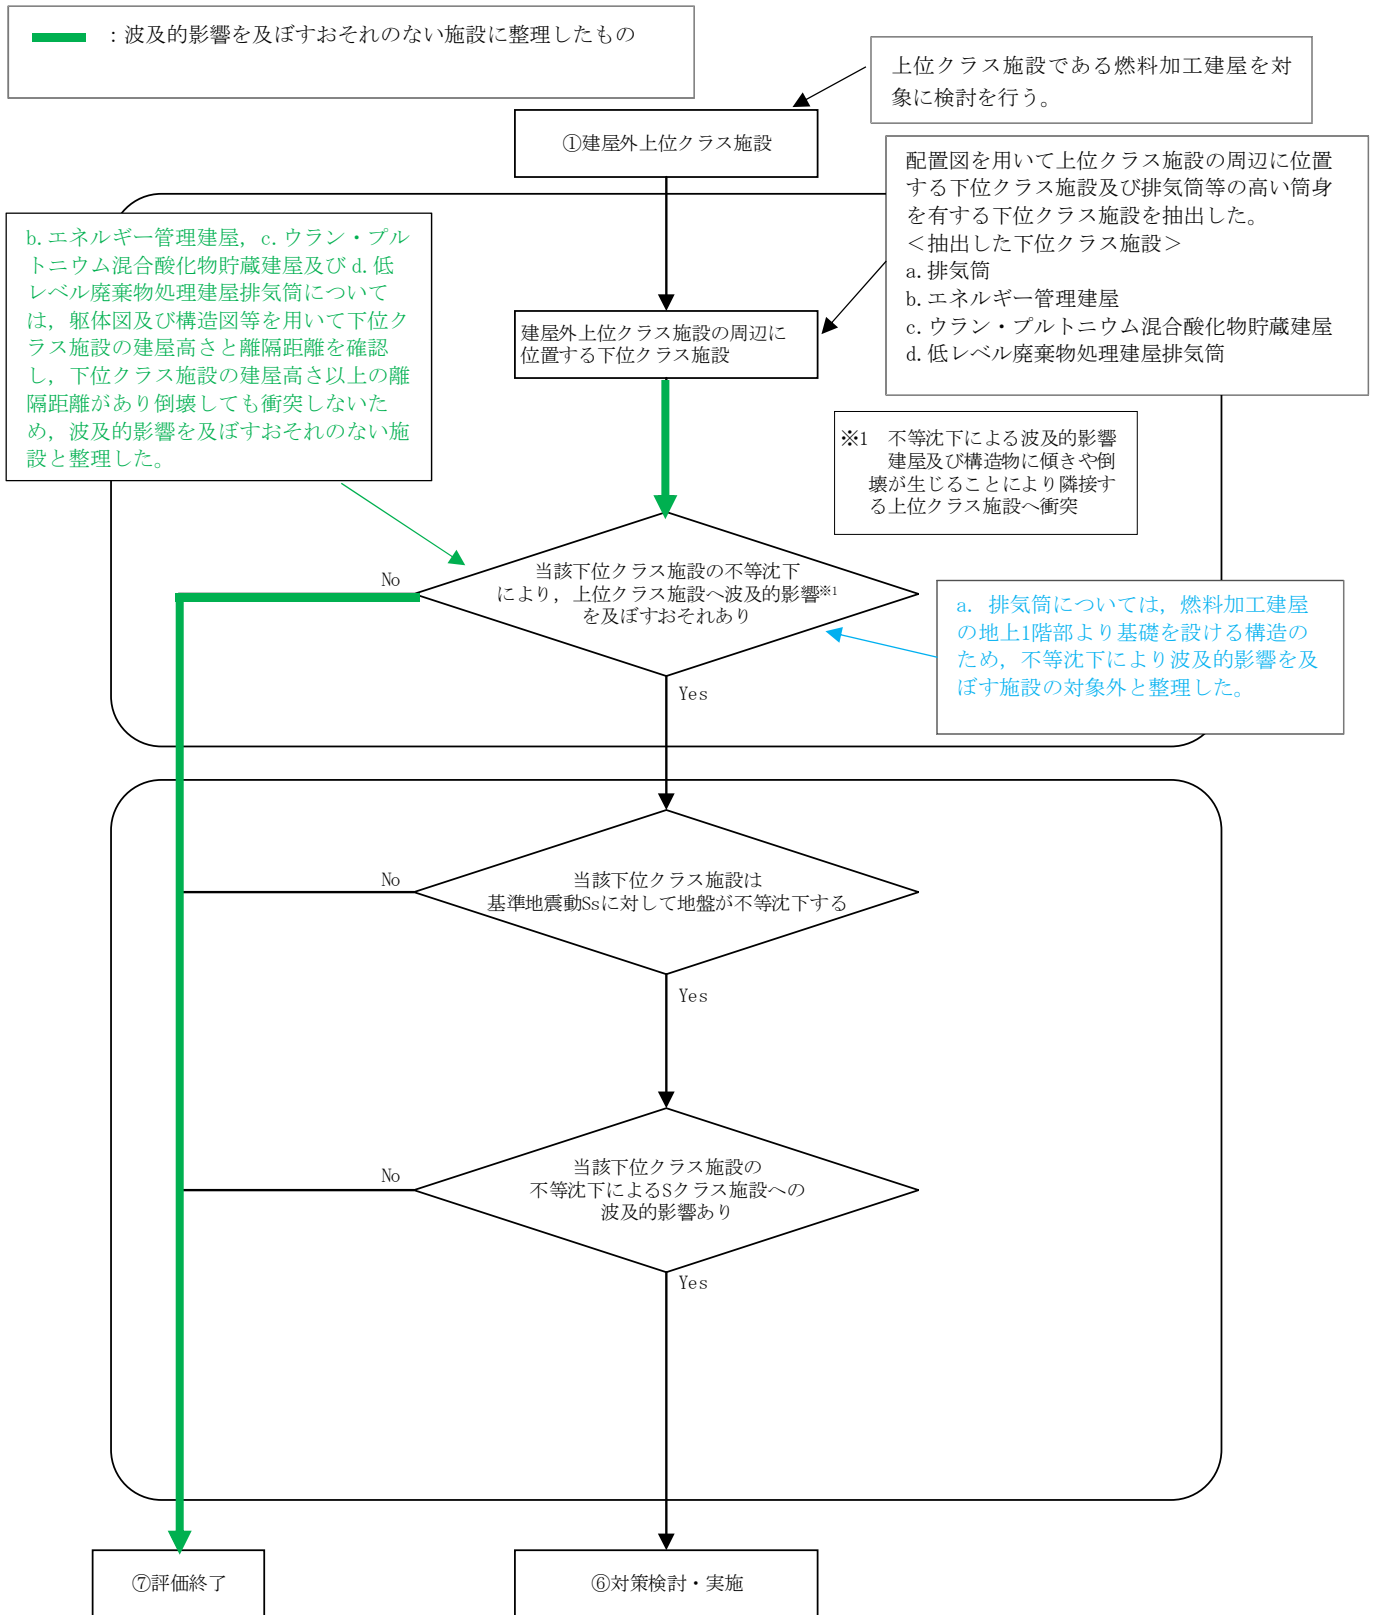 ：波及的影響を及ぼすおそれのない施設に整理したもの
上位クラス施設である燃料加工建屋を対
象に検討を行う。
①建屋外上位クラス施設
配置図を用いて上位クラス施設の周辺に位置
する下位クラス施設及び排気筒等の高い筒身
を有する下位クラス施設を抽出した。
＜抽出した下位クラス施設＞
a.排気筒
b.エネルギー管理建屋
c.ウラン・プルトニウム混合酸化物貯蔵建屋
d.低レベル廃棄物処理建屋排気筒
b.エネルギー管理建屋，c.ウラン・プル
トニウム混合酸化物貯蔵建屋及びd.低
レベル廃棄物処理建屋排気筒について
は，躯体図及び構造図等を用いて下位ク
ラス施設の建屋高さと離隔距離を確認
し，下位クラス施設の建屋高さ以上の離
隔距離があり倒壊しても衝突しないた
め，波及的影響を及ぼすおそれのない施
設と整理した。
建屋外上位クラス施設の周辺に
位置する下位クラス施設
※1　不等沈下による波及的影響
建屋及び構造物に傾きや倒
壊が生じることにより隣接す
る上位クラス施設へ衝突
当該下位クラス施設の不等沈下
により，上位クラス施設へ波及的影響※1
を及ぼすおそれあり
No
Yes
a. 排気筒については，燃料加工建屋
の地上1階部より基礎を設ける構造の
ため，不等沈下により波及的影響を及
ぼす施設の対象外と整理した。
当該下位クラス施設は
基準地震動Ssに対して地盤が不等沈下する
No
Yes
当該下位クラス施設の
不等沈下によるSクラス施設への
波及的影響あり
No
Yes
⑦評価終了
⑥対策検討・実施